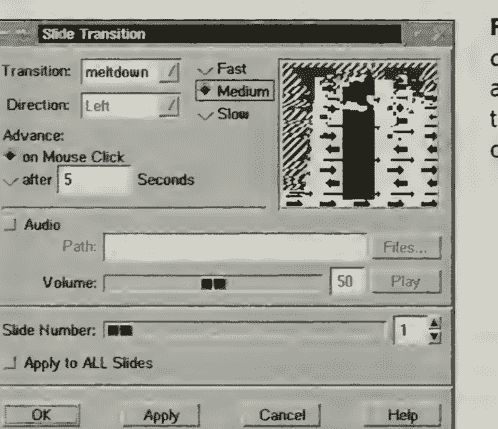 Slide Transition
Transition: meltdown
Fast
Medium
Slow
Direction: Left
Advance:
on Mouse Click
after 5 Seconds
Audio
Path: Files...
Volume: 50 Play
Slide Number: 1
Apply to ALL Slides
OK Apply Cancel Help
F
a
t